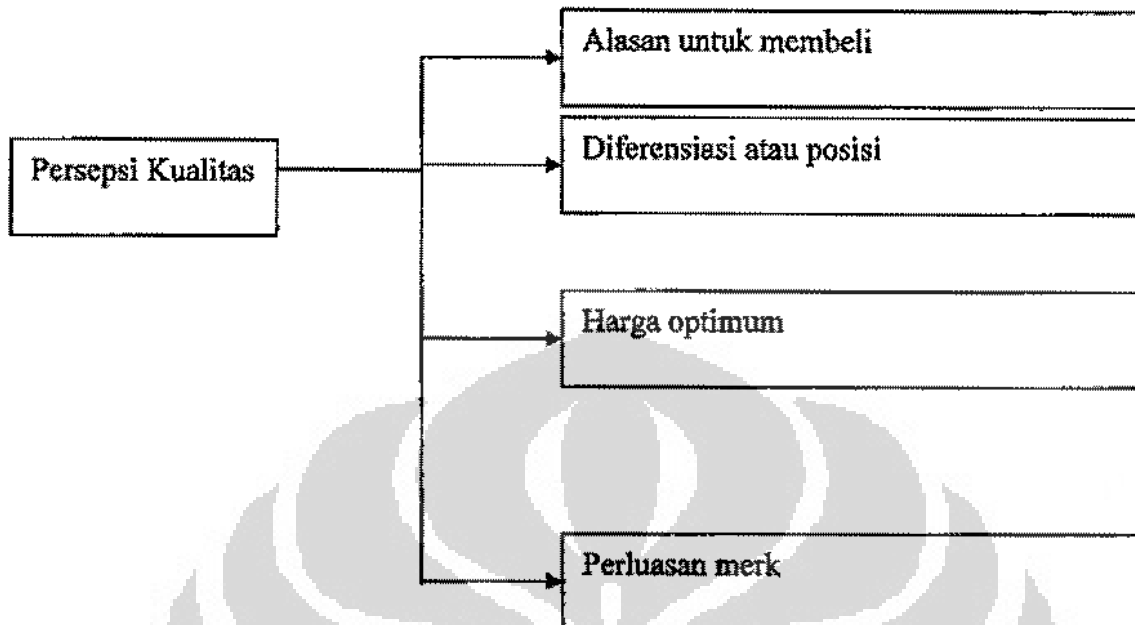 Alasan untuk membeli
Diferensiasi atau posisi
Persepsi Kualitas
Harga optimum
Perluasan merk